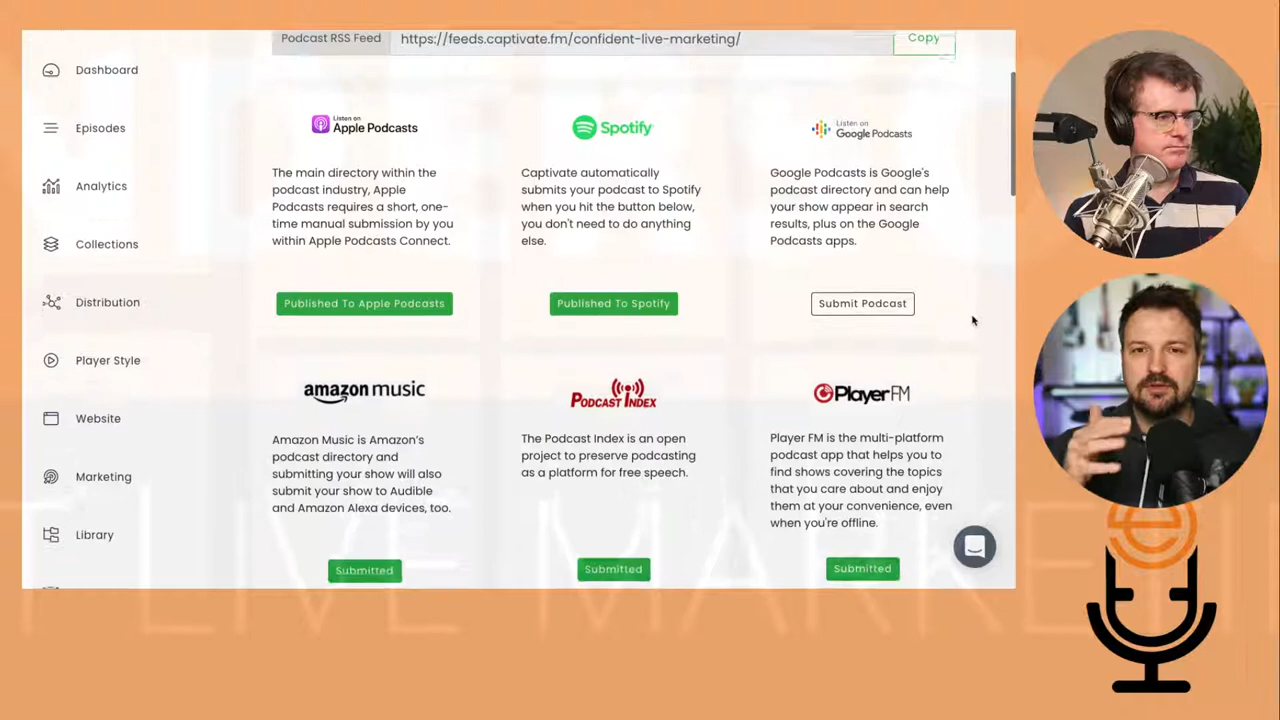 Podcast RSS Feed https://feeds.captivate.fm/confident-live-marketing/ Copy
Dashboard
Episodes
Analytics
Collections
Distribution
Player Style
Website
Marketing
Library
Listen on
Apple Podcasts
The main directory within the
podcast industry, Apple
Podcasts requires a short, one-
time manual submission by you
within Apple Podcasts Connect.
Published To Apple Podcasts
Spotify
Captivate automatically
submits your podcast to Spotify
when you hit the button below,
you don't need to do anything
else.
Published To Spotify
Listen on
Google Podcasts
Google Podcasts is Google's
podcast directory and can help
your show appear in search
results, plus on the Google
Podcasts apps.
Submit Podcast
amazon music
Amazon Music is Amazon's
podcast directory and
submitting your show will also
submit your show to Audible
and Amazon Alexa devices, too.
Submitted
PODCAST INDEX
The Podcast Index is an open
project to preserve podcasting
as a platform for free speech.
Submitted
Player FM
Player FM is the multi-platform
podcast app that helps you to
find shows covering the topics
that you care about and enjoy
them at your convenience, even
when you're offline.
Submitted
T LIVE MARKETI